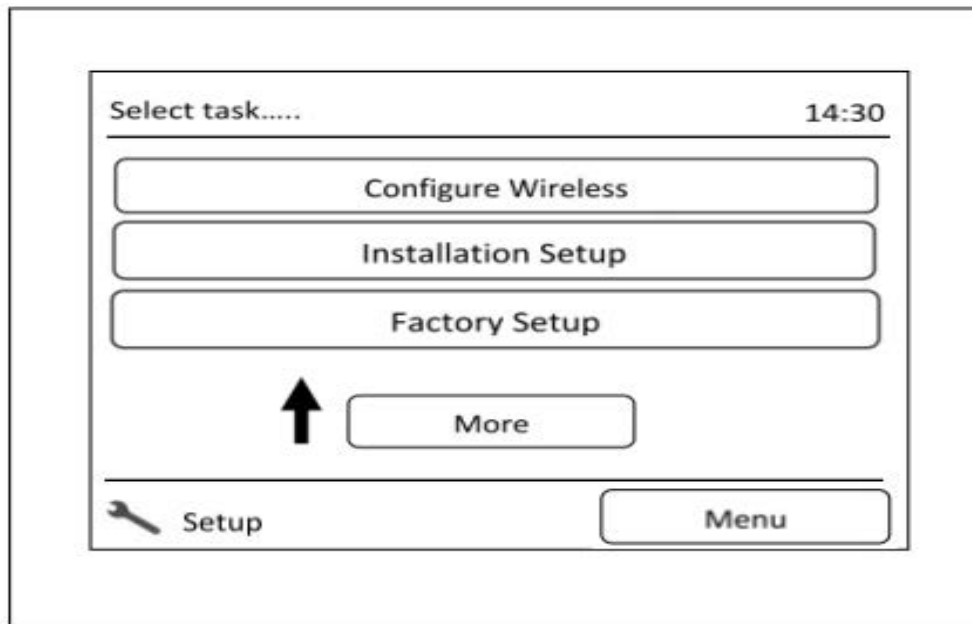 Select task..... 14:30
Configure Wireless
Installation Setup
Factory Setup
More
Setup Menu